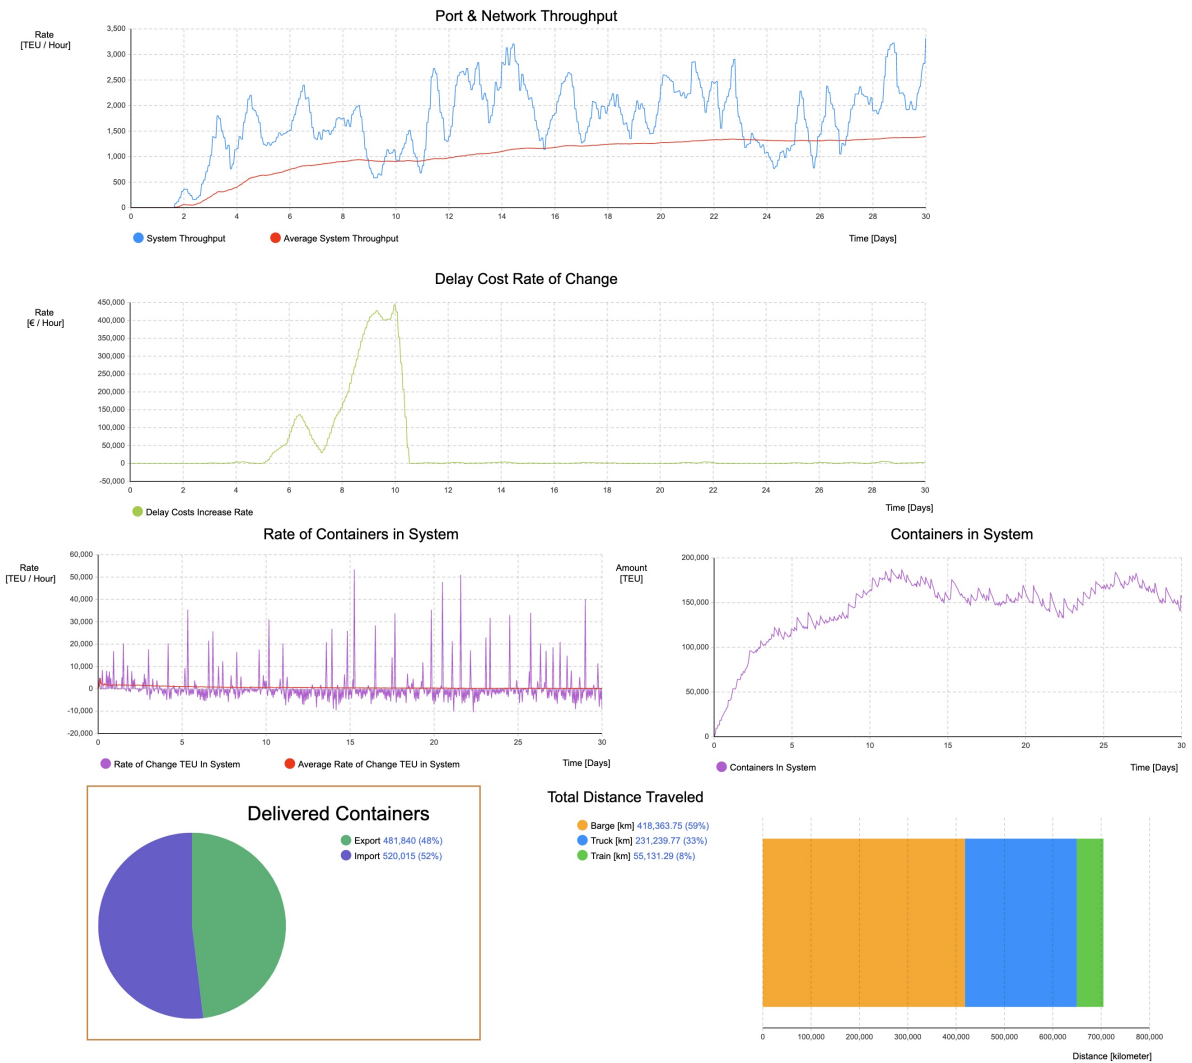 Port & Network Throughput
Rate
[TEU / Hour]
3,500
3,000
2,500
2,000
1,500
1,000
500
0
0 2 4 6 8 10 12 14 16 18 20 22 24 26 28 30
System Throughput Average System Throughput Time [Days]
Delay Cost Rate of Change
Rate
[€ / Hour]
450,000
400,000
350,000
300,000
250,000
200,000
150,000
100,000
50,000
0
-50,000
0 2 4 6 8 10 12 14 16 18 20 22 24 26 28 30
Delay Costs Increase Rate Time [Days]
Rate of Containers in System
Rate
[TEU / Hour]
60,000
50,000
40,000
30,000
20,000
10,000
0
-10,000
-20,000
0 5 10 15 20 25 30
Rate of Change TEU In System Average Rate of Change TEU in System Time [Days]
Containers in System
Amount
[TEU]
200,000
150,000
100,000
50,000
0
0 5 10 15 20 25 30
Containers In System Time [Days]
Delivered Containers
Export 481,840 (48%)
Import 520,015 (52%)
Total Distance Traveled
Barge [km] 418,363.75 (59%)
Truck [km] 231,239.77 (33%)
Train [km] 55,131.29 (8%)
0 100,000 200,000 300,000 400,000 500,000 600,000 700,000 800,000
Distance [kilometer]